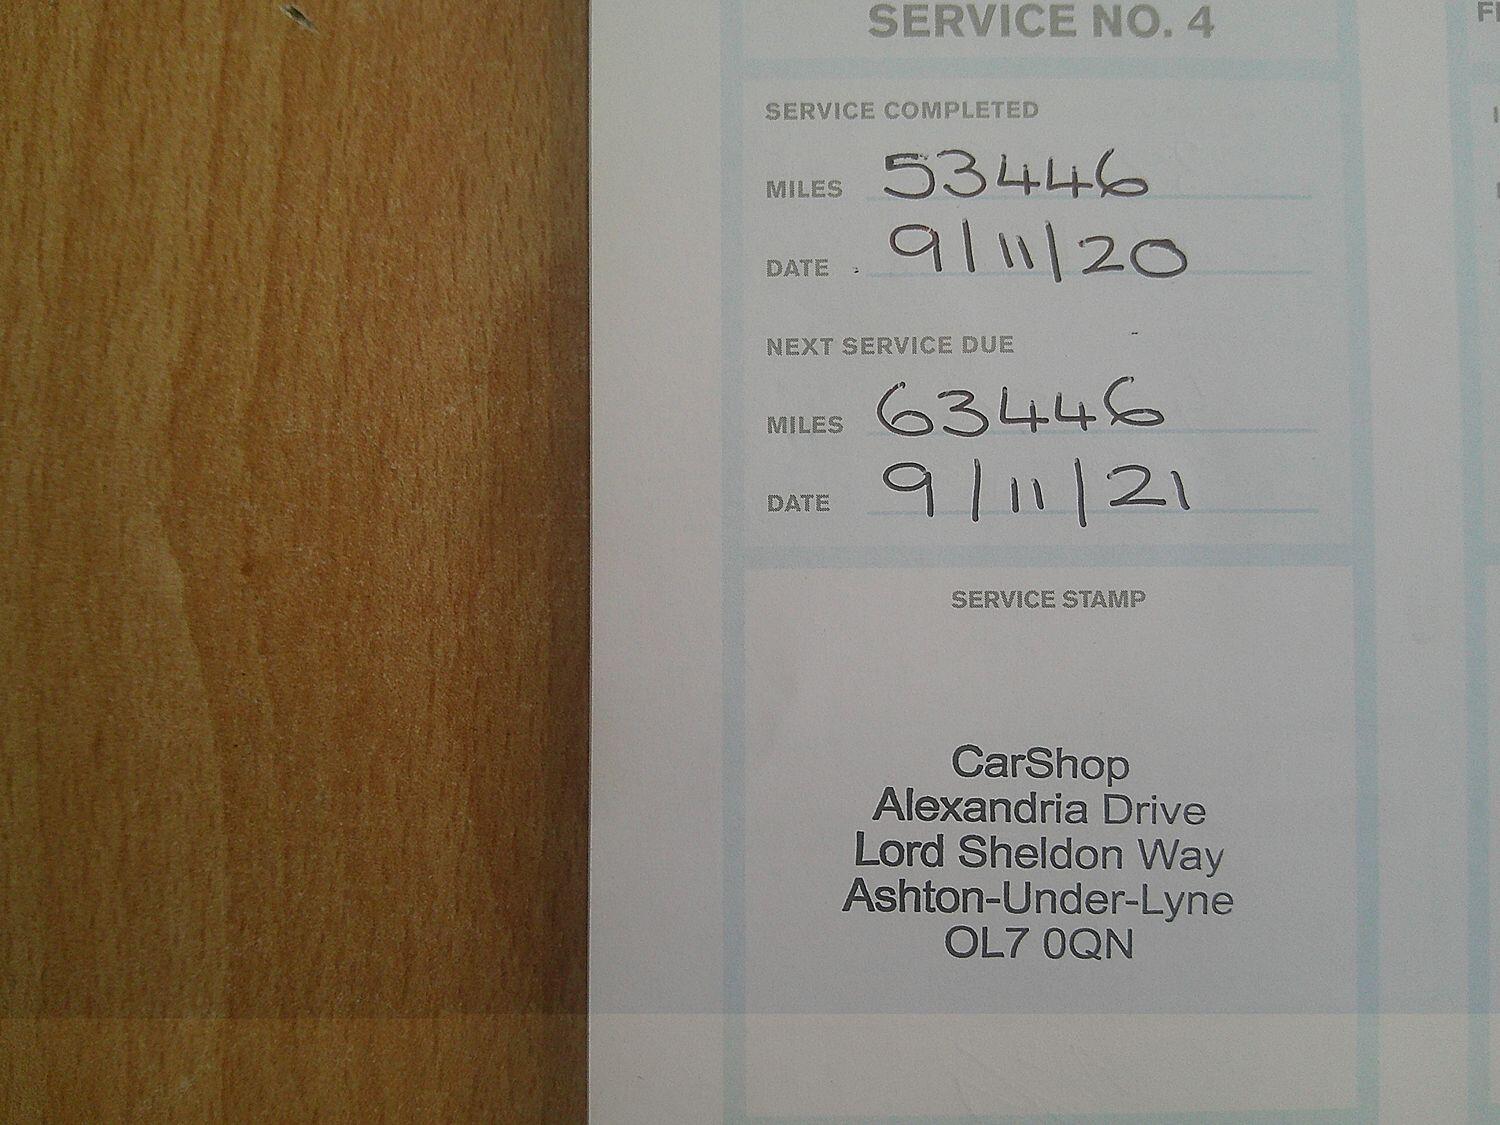 SERVICE NO. 4
SERVICE COMPLETED
MILES 53446
DATE 9/11/20
NEXT SERVICE DUE
MILES 63446
DATE 9/11/21
SERVICE STAMP
CarShop
Alexandria Drive
Lord Sheldon Way
Ashton-Under-Lyne
OL7 0QN